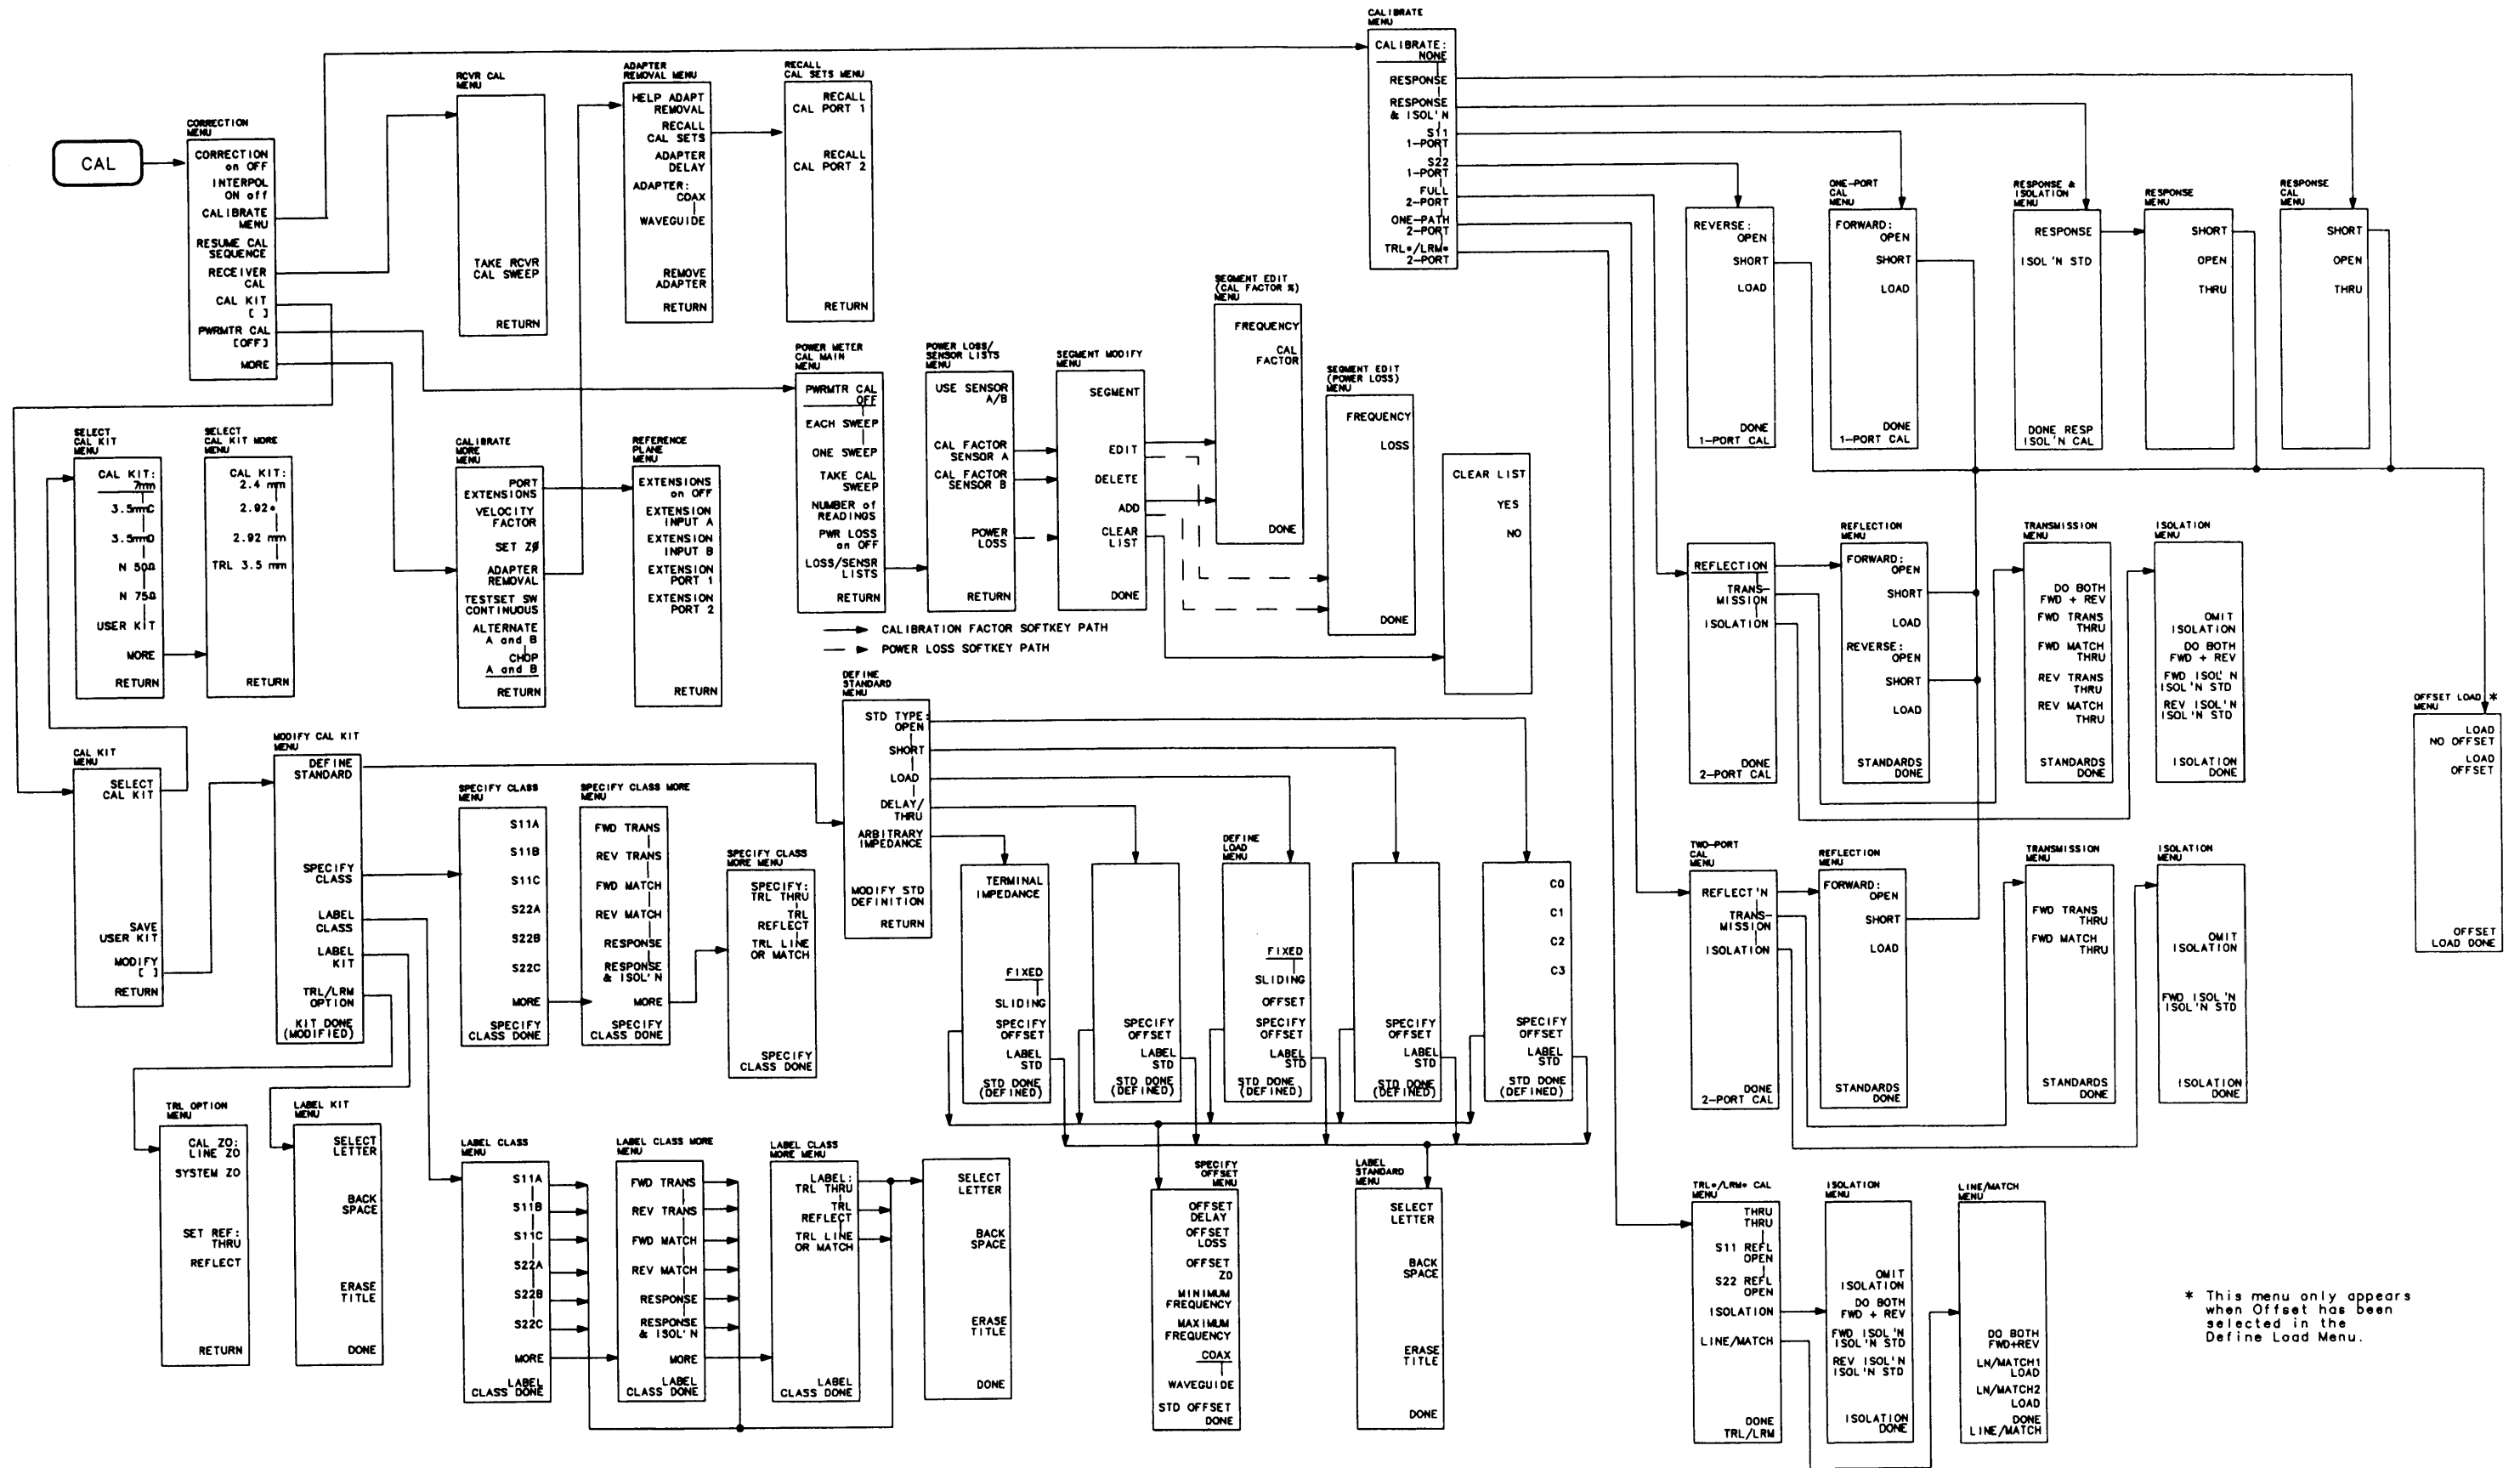 CAL
CORRECTION
MENU
CORRECTION
on OFF
INTERPOL
ON off
CALIBRATE
MENU
RESUME CAL
SEQUENCE
RECEIVER
CAL
CAL KIT
[ ]
PWRMTR CAL
[OFF]
MORE
RCVR CAL
MENU
TAKE RCVR
CAL SWEEP
RETURN
ADAPTER
REMOVAL MENU
HELP ADAPT
REMOVAL
RECALL
CAL SETS
ADAPTER
DELAY
ADAPTER:
COAX
WAVEGUIDE
REMOVE
ADAPTER
RETURN
RECALL
CAL SETS MENU
RECALL
CAL PORT 1
RECALL
CAL PORT 2
RETURN
CALIBRATE
MENU
CALIBRATE:
NONE
RESPONSE
RESPONSE
& ISOL'N
S11
1-PORT
S22
1-PORT
FULL
2-PORT
ONE-PATH
2-PORT
TRL*/LRM*
2-PORT
REVERSE:
OPEN
SHORT
LOAD
DONE
1-PORT CAL
ONE-PORT
CAL
MENU
FORWARD:
OPEN
SHORT
LOAD
DONE
1-PORT CAL
RESPONSE &
ISOLATION
MENU
RESPONSE
ISOL'N STD
DONE RESP
ISOL'N CAL
RESPONSE
MENU
SHORT
OPEN
THRU
RESPONSE
CAL
MENU
SHORT
OPEN
THRU
SELECT
CAL KIT
MENU
CAL KIT:
7mm
3.5mmC
3.5mmD
N 50Ω
N 75Ω
USER KIT
MORE
RETURN
SELECT
CAL KIT MORE
MENU
CAL KIT:
2.4 mm
2.92*
2.92 mm
TRL 3.5 mm
RETURN
CALIBRATE
MORE
MENU
PORT
EXTENSIONS
VELOCITY
FACTOR
SET ZØ
ADAPTER
REMOVAL
TESTSET SW
CONTINUOUS
ALTERNATE
A and B
CHOP
A and B
RETURN
REFERENCE
PLANE
MENU
EXTENSIONS
on OFF
EXTENSION
INPUT A
EXTENSION
INPUT B
EXTENSION
PORT 1
EXTENSION
PORT 2
RETURN
POWER METER
CAL MAIN
MENU
PWRMTR CAL
OFF
EACH SWEEP
ONE SWEEP
TAKE CAL
SWEEP
NUMBER of
READINGS
PWR LOSS
on OFF
LOSS/SENSR
LISTS
RETURN
POWER LOSS/
SENSOR LISTS
MENU
USE SENSOR
A/B
CAL FACTOR
SENSOR A
CAL FACTOR
SENSOR B
POWER
LOSS
RETURN
SEGMENT MODIFY
MENU
SEGMENT
EDIT
DELETE
ADD
CLEAR
LIST
DONE
SEGMENT EDIT
(CAL FACTOR %)
MENU
FREQUENCY
CAL
FACTOR
DONE
SEGMENT EDIT
(POWER LOSS)
MENU
FREQUENCY
LOSS
DONE
CLEAR LIST
YES
NO
CALIBRATION FACTOR SOFTKEY PATH
POWER LOSS SOFTKEY PATH
REFLECTION
TRANS-
MISSION
ISOLATION
DONE
2-PORT CAL
REFLECTION
MENU
FORWARD:
OPEN
SHORT
LOAD
REVERSE:
OPEN
SHORT
LOAD
STANDARDS
DONE
TRANSMISSION
MENU
DO BOTH
FWD + REV
FWD TRANS
THRU
FWD MATCH
THRU
REV TRANS
THRU
REV MATCH
THRU
STANDARDS
DONE
ISOLATION
MENU
OMIT
ISOLATION
DO BOTH
FWD + REV
FWD ISOL'N
ISOL'N STD
REV ISOL'N
ISOL'N STD
ISOLATION
DONE
OFFSET LOAD *
MENU
LOAD
NO OFFSET
LOAD
OFFSET
OFFSET
LOAD DONE
CAL KIT
MENU
SELECT
CAL KIT
SAVE
USER KIT
MODIFY
[ ]
RETURN
MODIFY CAL KIT
MENU
DEFINE
STANDARD
SPECIFY
CLASS
LABEL
CLASS
LABEL
KIT
TRL/LRM
OPTION
KIT DONE
(MODIFIED)
SPECIFY CLASS
MENU
S11A
S11B
S11C
S22A
S22B
S22C
MORE
SPECIFY
CLASS DONE
SPECIFY CLASS MORE
MENU
FWD TRANS
REV TRANS
FWD MATCH
REV MATCH
RESPONSE
RESPONSE
& ISOL'N
MORE
SPECIFY
CLASS DONE
SPECIFY CLASS
MORE MENU
SPECIFY:
TRL THRU
TRL
REFLECT
TRL LINE
OR MATCH
SPECIFY
CLASS DONE
DEFINE
STANDARD
MENU
STD TYPE:
OPEN
SHORT
LOAD
DELAY/
THRU
ARBITRARY
IMPEDANCE
MODIFY STD
DEFINITION
RETURN
TERMINAL
IMPEDANCE
FIXED
SLIDING
SPECIFY
OFFSET
LABEL
STD
STD DONE
(DEFINED)
SPECIFY
OFFSET
LABEL
STD
STD DONE
(DEFINED)
DEFINE
LOAD
MENU
FIXED
SLIDING
OFFSET
SPECIFY
OFFSET
LABEL
STD
STD DONE
(DEFINED)
SPECIFY
OFFSET
LABEL
STD
STD DONE
(DEFINED)
C0
C1
C2
C3
SPECIFY
OFFSET
LABEL
STD
STD DONE
(DEFINED)
TWO-PORT
CAL
MENU
REFLECT'N
TRANS-
MISSION
ISOLATION
DONE
2-PORT CAL
REFLECTION
MENU
FORWARD:
OPEN
SHORT
LOAD
STANDARDS
DONE
TRANSMISSION
MENU
FWD TRANS
THRU
FWD MATCH
THRU
STANDARDS
DONE
ISOLATION
MENU
OMIT
ISOLATION
FWD ISOL'N
ISOL'N STD
ISOLATION
DONE
TRL OPTION
MENU
CAL ZO:
LINE ZO
SYSTEM ZO
SET REF:
THRU
REFLECT
RETURN
LABEL KIT
MENU
SELECT
LETTER
BACK
SPACE
ERASE
TITLE
DONE
LABEL CLASS
MENU
S11A
S11B
S11C
S22A
S22B
S22C
MORE
LABEL
CLASS DONE
LABEL CLASS MORE
MENU
FWD TRANS
REV TRANS
FWD MATCH
REV MATCH
RESPONSE
RESPONSE
& ISOL'N
MORE
LABEL
CLASS DONE
LABEL CLASS
MORE MENU
LABEL:
TRL THRU
TRL
REFLECT
TRL LINE
OR MATCH
LABEL
CLASS DONE
SELECT
LETTER
BACK
SPACE
ERASE
TITLE
DONE
SPECIFY
OFFSET
MENU
OFFSET
DELAY
OFFSET
LOSS
OFFSET
ZO
MINIMUM
FREQUENCY
MAXIMUM
FREQUENCY
COAX
WAVEGUIDE
STD OFFSET
DONE
LABEL
STANDARD
MENU
SELECT
LETTER
BACK
SPACE
ERASE
TITLE
DONE
TRL*/LRM* CAL
MENU
THRU
THRU
S11 REFL
OPEN
S22 REFL
OPEN
ISOLATION
LINE/MATCH
DONE
TRL/LRM
ISOLATION
MENU
OMIT
ISOLATION
DO BOTH
FWD + REV
FWD ISOL'N
ISOL'N STD
REV ISOL'N
ISOL'N STD
ISOLATION
DONE
LINE/MATCH
MENU
DO BOTH
FWD+REV
LN/MATCH1
LOAD
LN/MATCH2
LOAD
DONE
LINE/MATCH
* This menu only appears
when Offset has been
selected in the
Define Load Menu.